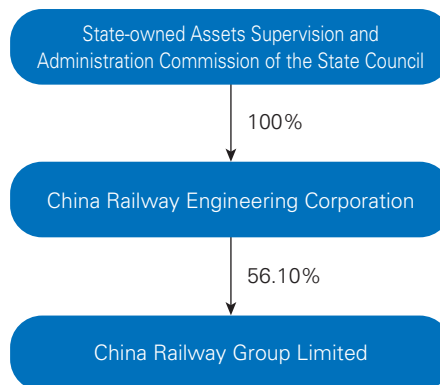 State-owned Assets Supervision and
Administration Commission of the State Council
100%
China Railway Engineering Corporation
56.10%
China Railway Group Limited